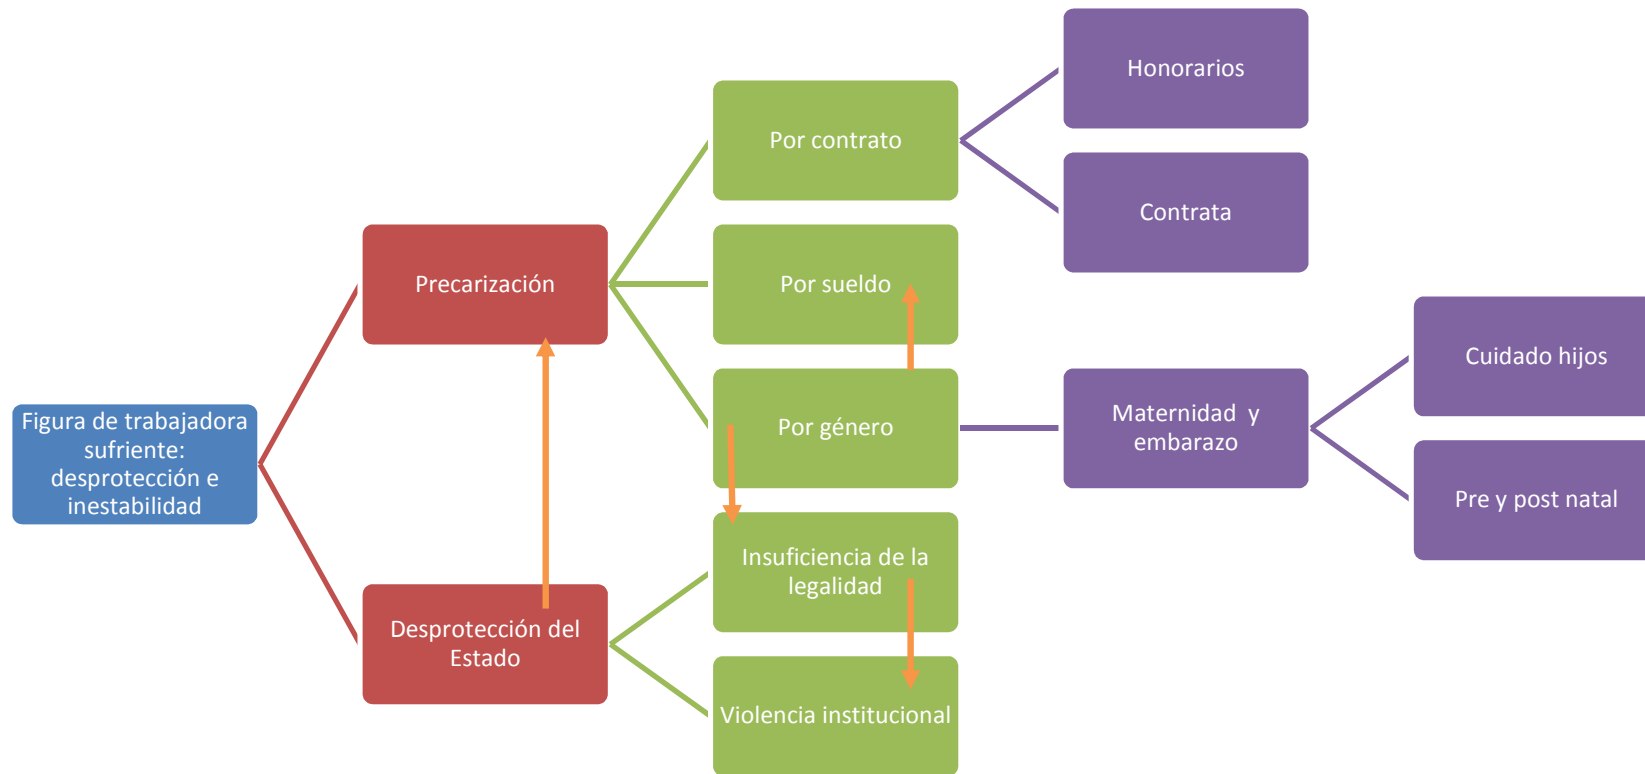 Figura de trabajadora
sufriente:
desprotección e
inestabilidad
Precarización
Por contrato
Honorarios
Contrata
Por sueldo
Por género
Maternidad y
embarazo
Cuidado hijos
Pre y post natal
Desprotección del
Estado
Insuficiencia de la
legalidad
Violencia institucional